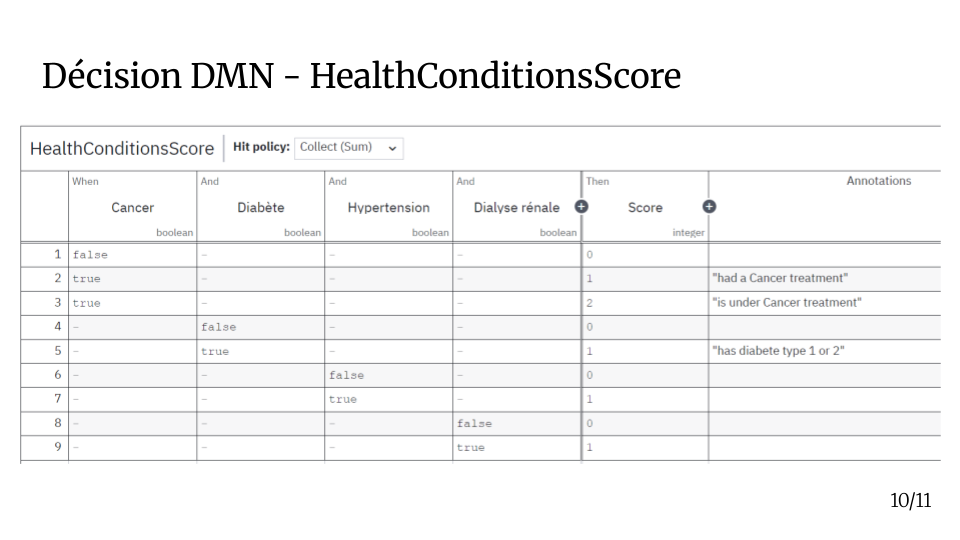 Décision DMN - HealthConditionsScore
HealthConditionsScore Hit policy: Collect (Sum)
When And And And Then Annotations
Cancer Diabète Hypertension Dialyse rénale + Score +
boolean boolean boolean boolean integer
1 false – – – 0
2 true – – – 1 "had a Cancer treatment"
3 true – – – 2 "is under Cancer treatment"
4 – false – – 0
5 – true – – 1 "has diabete type 1 or 2"
6 – – false – 0
7 – – true – 1
8 – – – false 0
9 – – – true 1
10/11